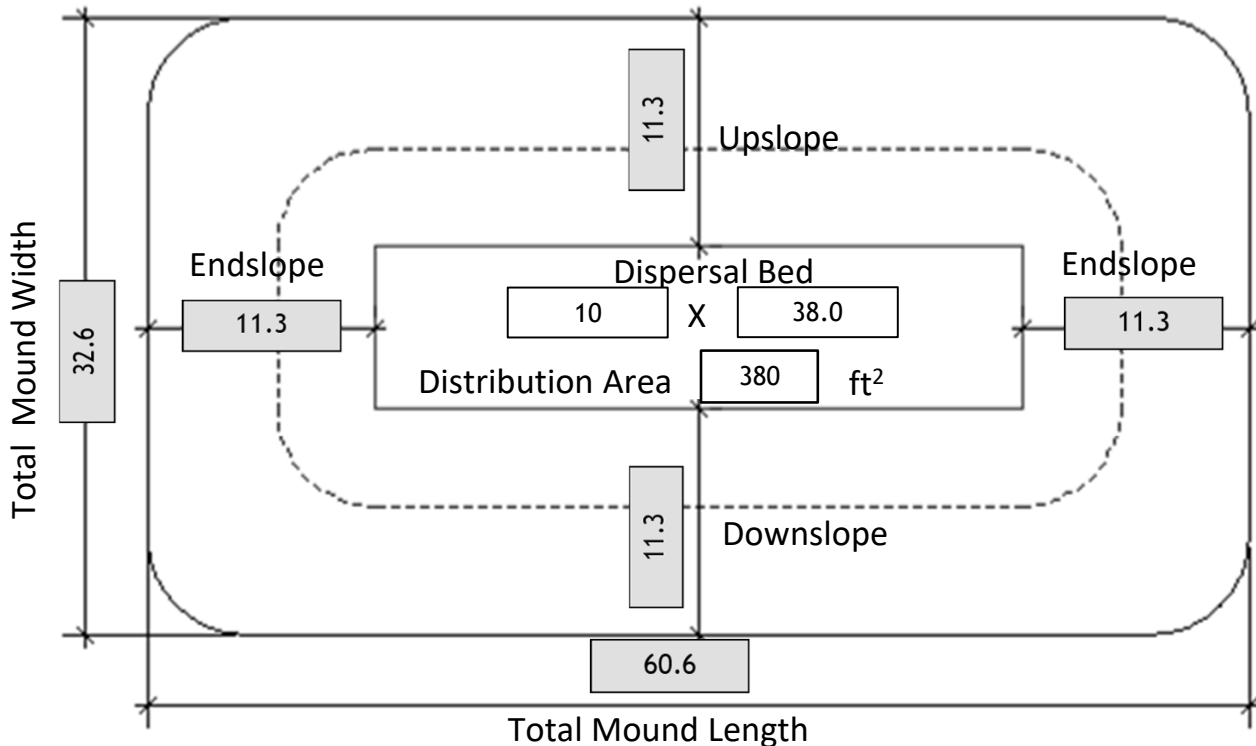 11.3
Upslope
Total Mound Width
32.6
Endslope
11.3
Dispersal Bed
10 X 38.0
Distribution Area 380 ft²
Endslope
11.3
11.3
Downslope
60.6
Total Mound Length